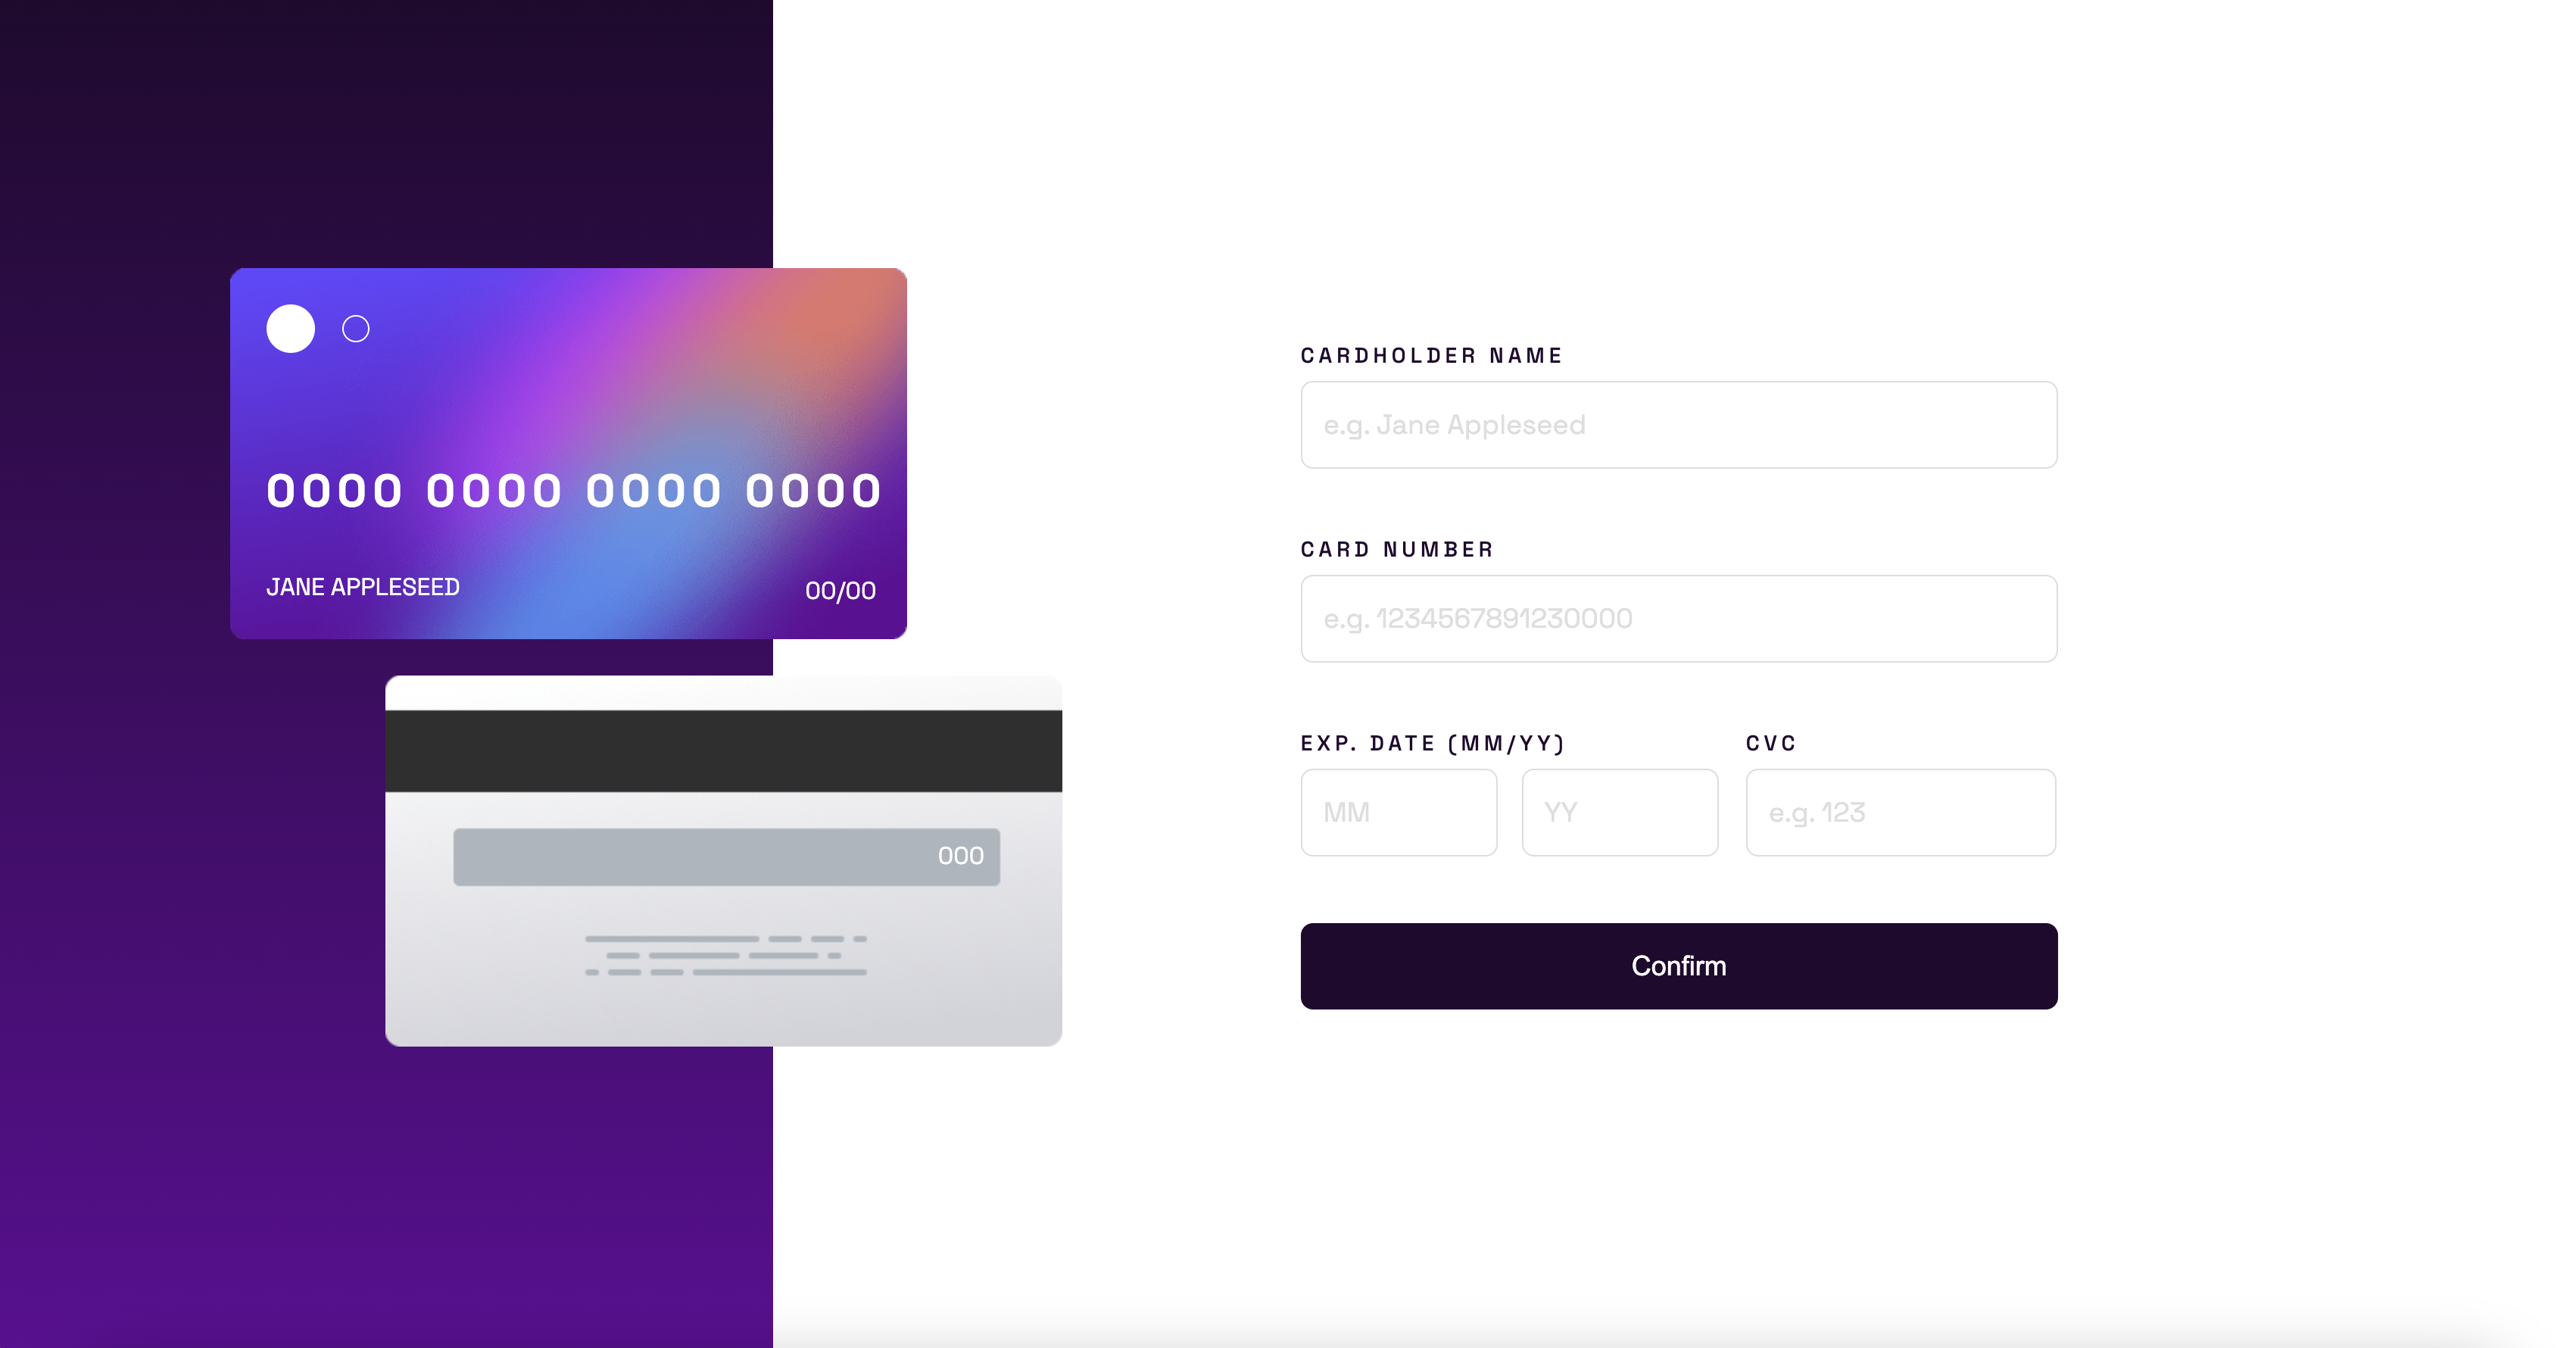 0000 0000 0000 0000
JANE APPLESEED
00/00
000
CARDHOLDER NAME
e.g. Jane Appleseed
CARD NUMBER
e.g. 1234567891230000
EXP. DATE (MM/YY)
CVC
MM
YY
e.g. 123
Confirm